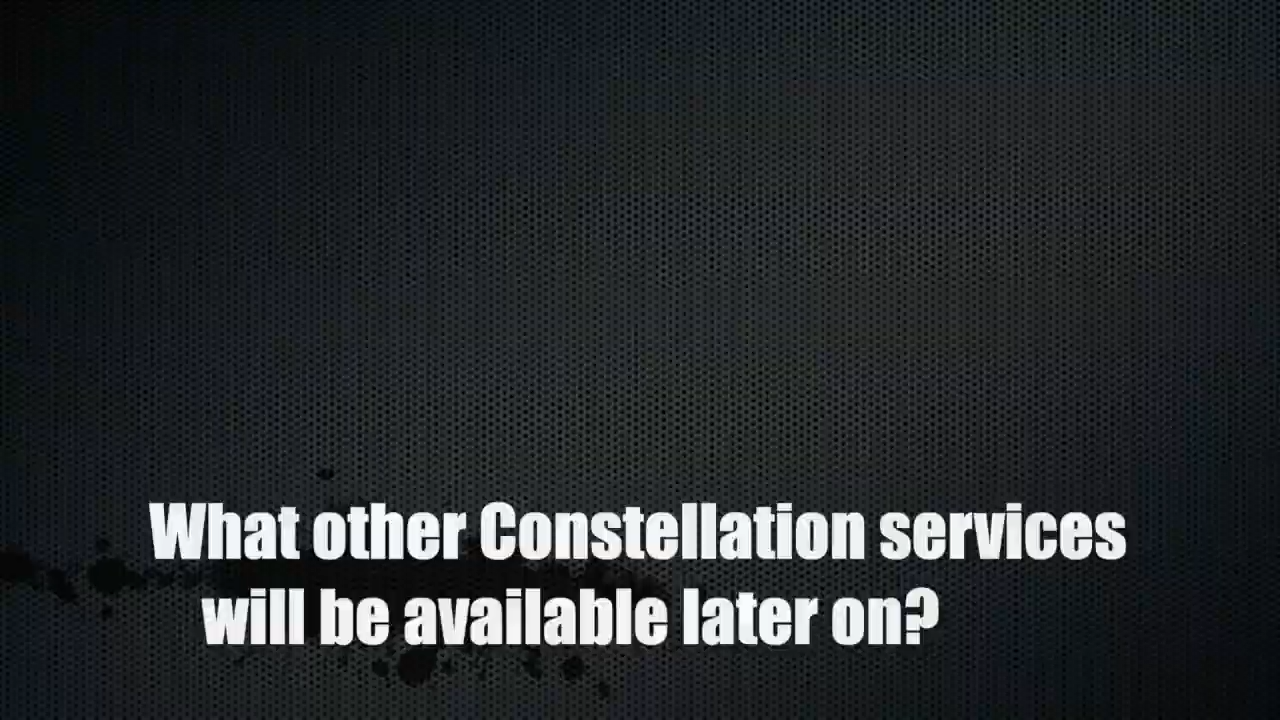 What other Constellation services
will be available later on?